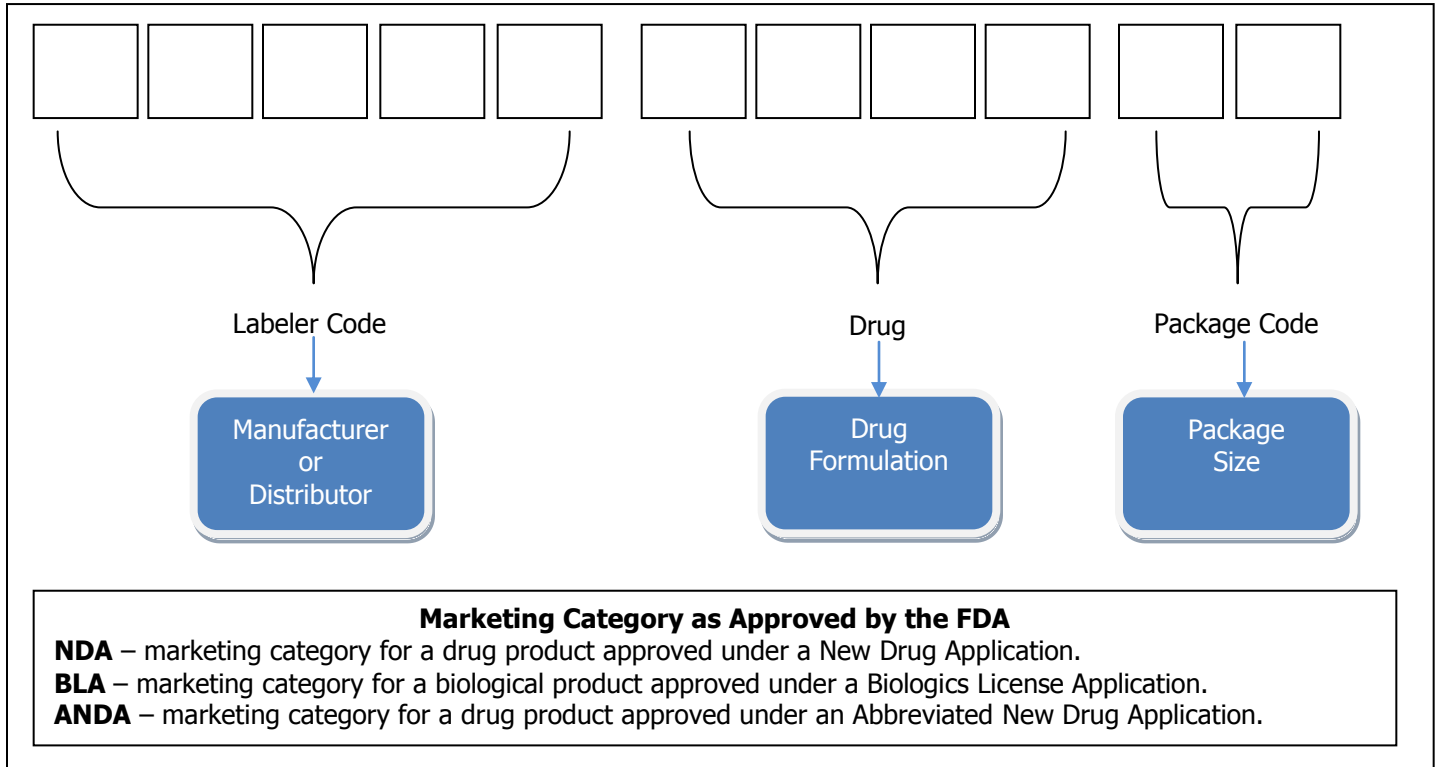 Labeler Code
Drug
Package Code
Manufacturer
or
Distributor
Drug
Formulation
Package
Size
Marketing Category as Approved by the FDA
NDA – marketing category for a drug product approved under a New Drug Application.
BLA – marketing category for a biological product approved under a Biologics License Application.
ANDA – marketing category for a drug product approved under an Abbreviated New Drug Application.